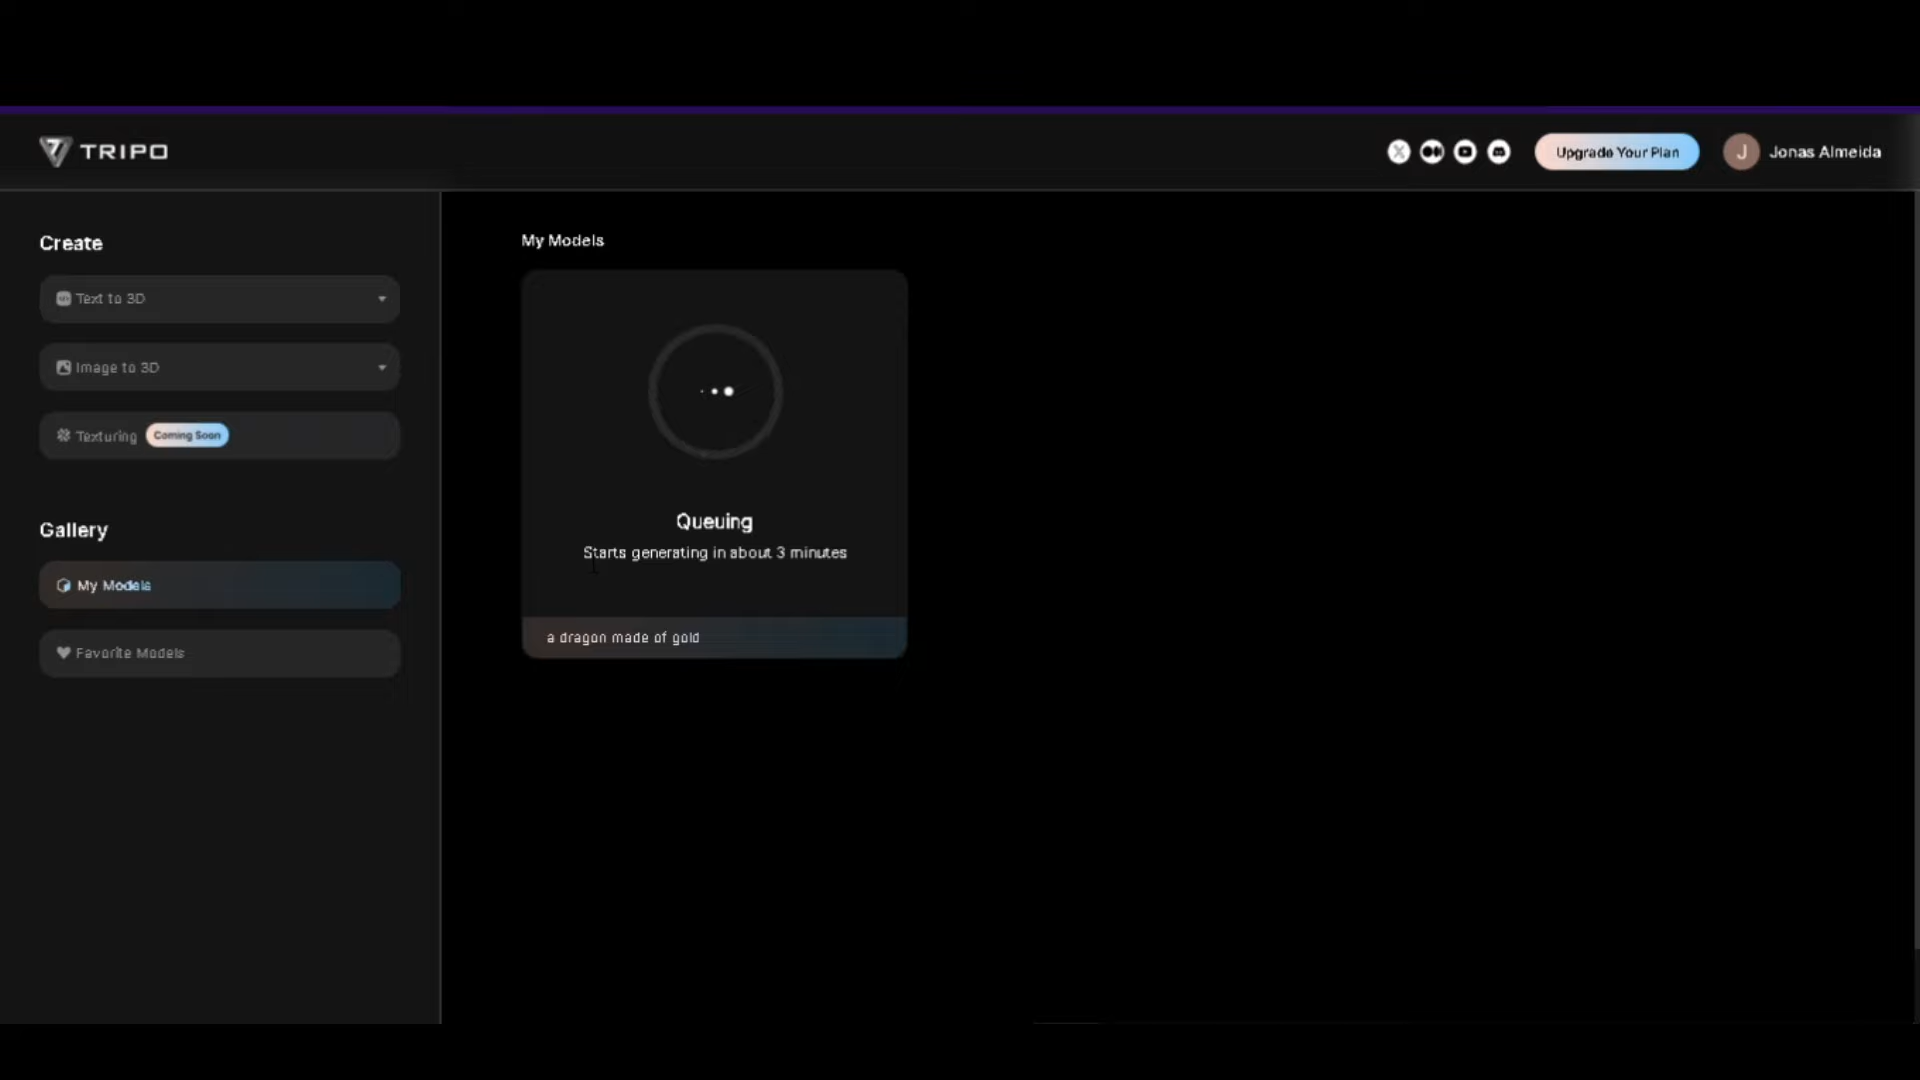 TRIPO
Upgrade Your Plan
J
Jonas Almeida
Create
Text to 3D
Image to 3D
Texturing
Coming Soon
Gallery
My Models
Favorite Models
My Models
Queuing
Starts generating in about 3 minutes
a dragon made of gold